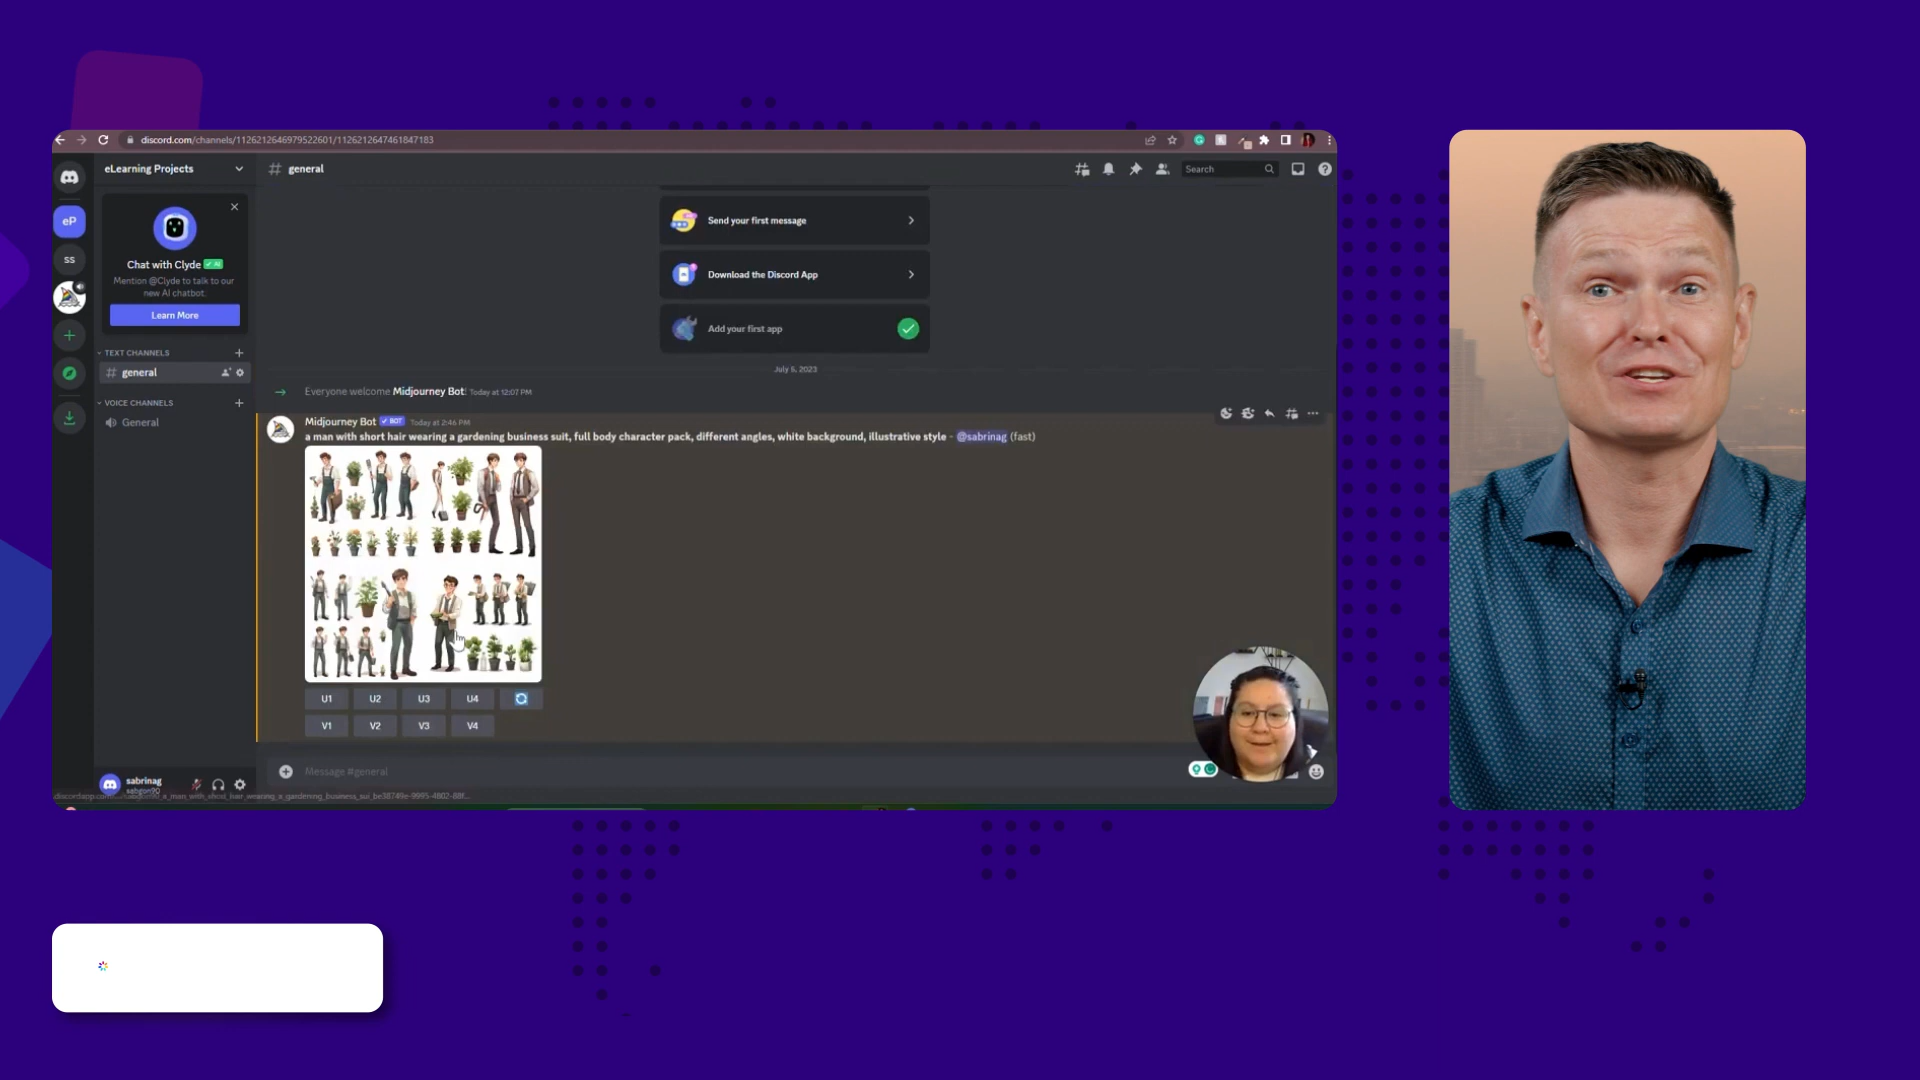 discord.com/channels/1126212646979522601/1126212647461847183
eLearning Projects
# general
Search
eP
ss
Chat with Clyde ✓ AI
Mention @Clyde to talk to our
new AI chatbot.
Learn More
TEXT CHANNELS
# general
VOICE CHANNELS
General
Send your first message
Download the Discord App
Add your first app
July 5, 2023
Everyone welcome Midjourney Bot! Today at 12:07 PM
Midjourney Bot ✓ BOT Today at 2:46 PM
a man with short hair wearing a gardening business suit, full body character pack, different angles, white background, illustrative style - @sabrinag (fast)
U1 U2 U3 U4
V1 V2 V3 V4
Message #general
sabrinag
sabgon90